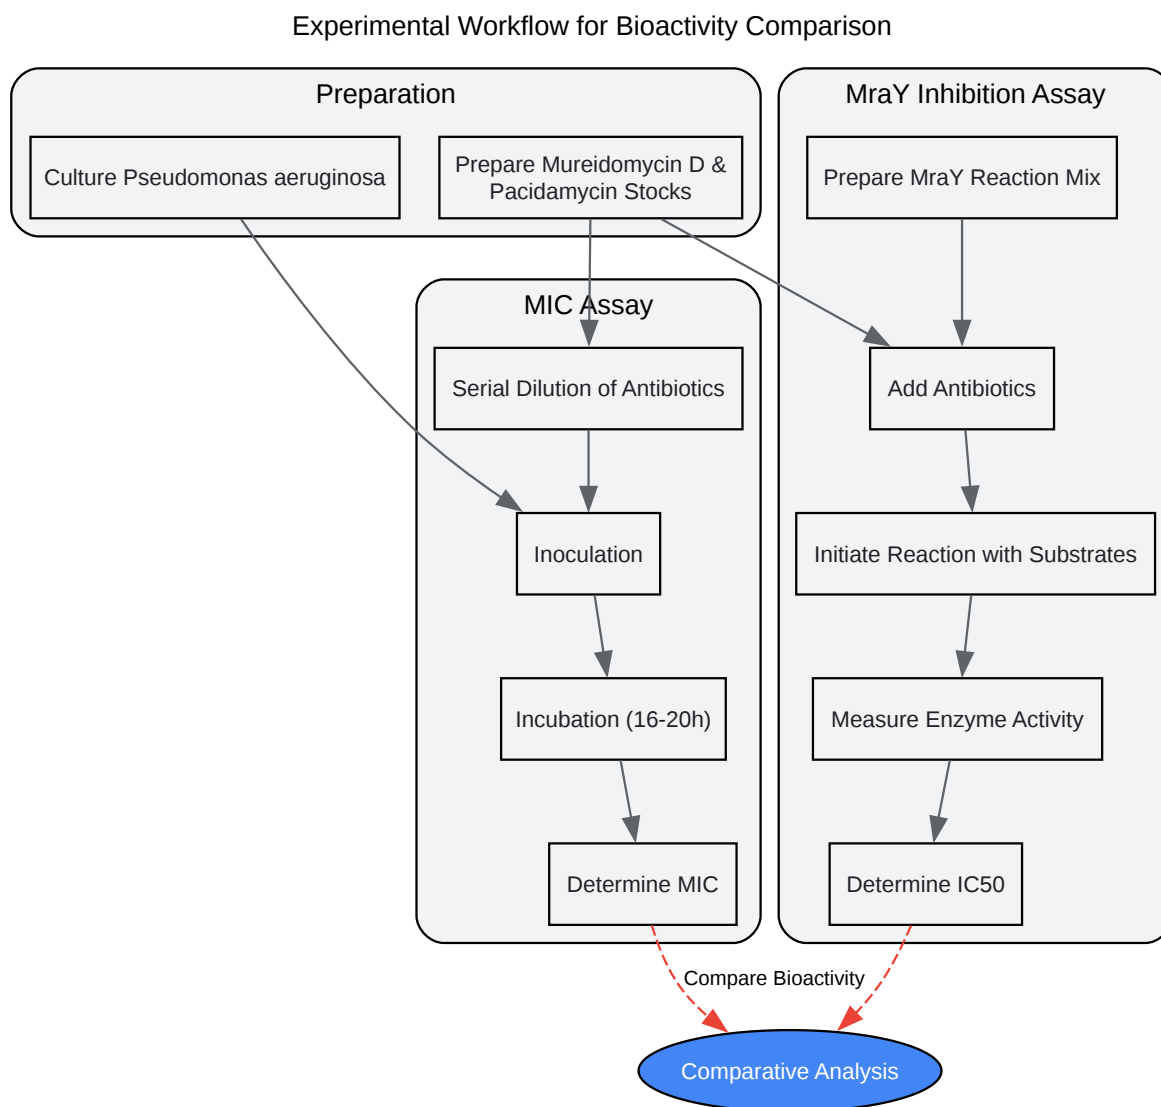 Experimental Workflow for Bioactivity Comparison
Preparation
MraY Inhibition Assay
Culture Pseudomonas aeruginosa
Prepare Mureidomycin D &
Pacidamycin Stocks
Prepare MraY Reaction Mix
MIC Assay
Serial Dilution of Antibiotics
Add Antibiotics
Inoculation
Initiate Reaction with Substrates
Incubation (16-20h)
Measure Enzyme Activity
Determine MIC
Determine IC50
Compare Bioactivity
Comparative Analysis